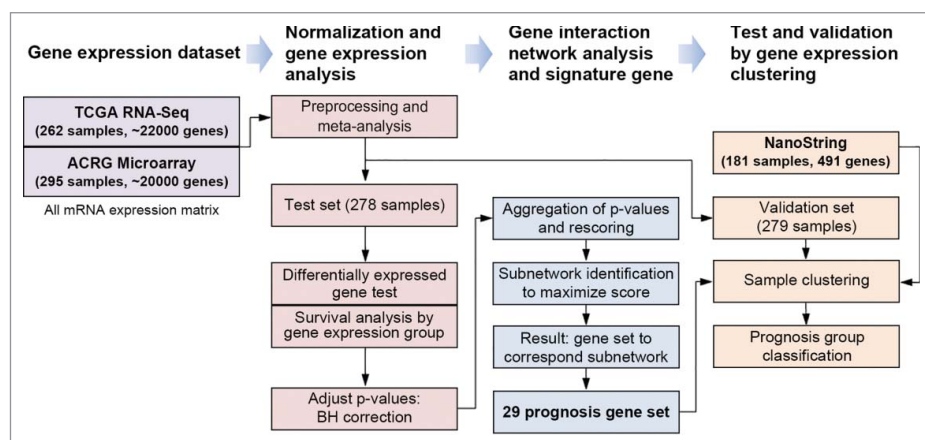 Gene expression dataset
Normalization and
gene expression
analysis
Gene interaction
network analysis
and signature gene
Test and validation
by gene expression
clustering
TCGA RNA-Seq
(262 samples, ~22000 genes)
ACRG Microarray
(295 samples, ~20000 genes)
All mRNA expression matrix
Preprocessing and
meta-analysis
Test set (278 samples)
Differentially expressed
gene test
Survival analysis by
gene expression group
Adjust p-values:
BH correction
Aggregation of p-values
and rescoring
Subnetwork identification
to maximize score
Result: gene set to
correspond subnetwork
29 prognosis gene set
NanoString
(181 samples, 491 genes)
Validation set
(279 samples)
Sample clustering
Prognosis group
classification